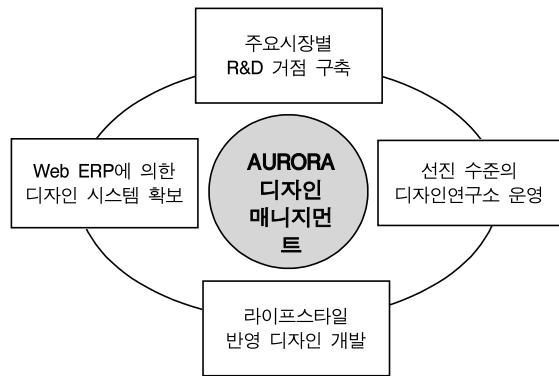 주요시장별
R&D 거점 구축
Web ERP에 의한
디자인 시스템 확보
AURORA
디자인
매니지먼
트
선진 수준의
디자인연구소 운영
라이프스타일
반영 디자인 개발